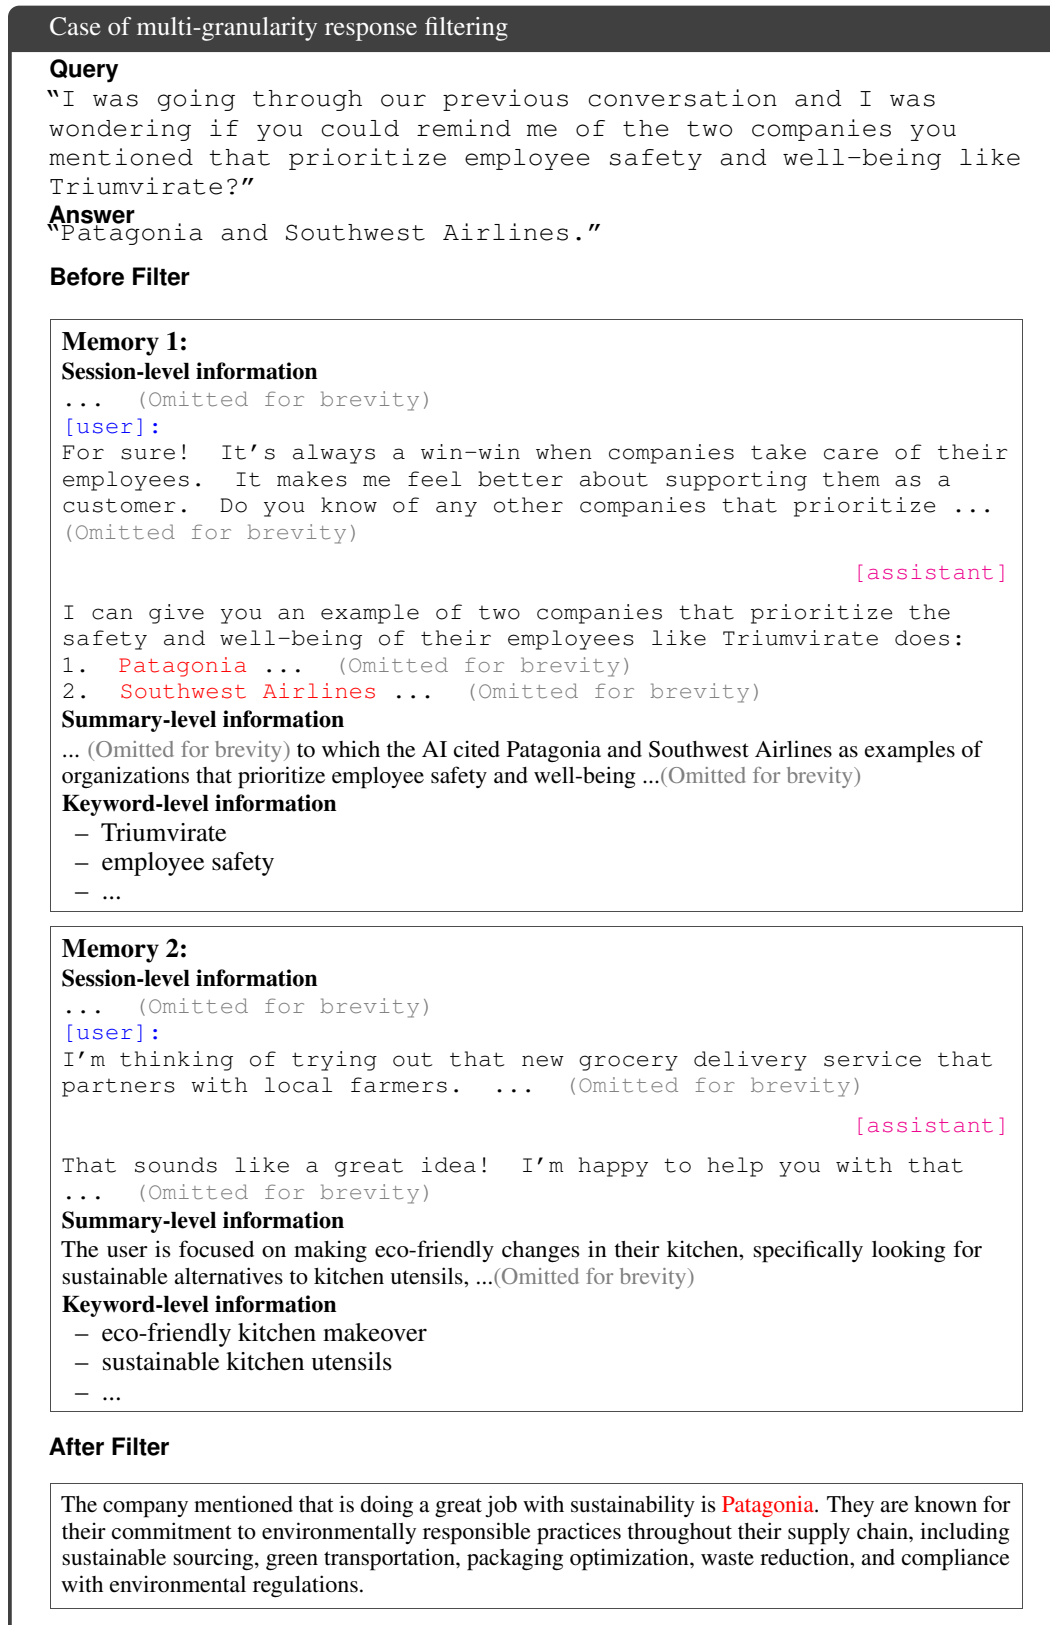 Case of multi-granularity response filtering
Query
“I was going through our previous conversation and I was
wondering if you could remind me of the two companies you
mentioned that prioritize employee safety and well-being like
Triumvirate?”
Answer
“Patagonia and Southwest Airlines.”
Before Filter
Memory 1:
Session-level information
... (Omitted for brevity)
[user]:
For sure! It’s always a win-win when companies take care of their
employees. It makes me feel better about supporting them as a
customer. Do you know of any other companies that prioritize ...
(Omitted for brevity)
[assistant]
I can give you an example of two companies that prioritize the
safety and well-being of their employees like Triumvirate does:
1. Patagonia ... (Omitted for brevity)
2. Southwest Airlines ... (Omitted for brevity)
Summary-level information
... (Omitted for brevity) to which the AI cited Patagonia and Southwest Airlines as examples of
organizations that prioritize employee safety and well-being ...(Omitted for brevity)
Keyword-level information
– Triumvirate
– employee safety
– ...
Memory 2:
Session-level information
... (Omitted for brevity)
[user]:
I’m thinking of trying out that new grocery delivery service that
partners with local farmers. ... (Omitted for brevity)
[assistant]
That sounds like a great idea! I’m happy to help you with that
... (Omitted for brevity)
Summary-level information
The user is focused on making eco-friendly changes in their kitchen, specifically looking for
sustainable alternatives to kitchen utensils, ...(Omitted for brevity)
Keyword-level information
– eco-friendly kitchen makeover
– sustainable kitchen utensils
– ...
After Filter
The company mentioned that is doing a great job with sustainability is Patagonia. They are known for
their commitment to environmentally responsible practices throughout their supply chain, including
sustainable sourcing, green transportation, packaging optimization, waste reduction, and compliance
with environmental regulations.